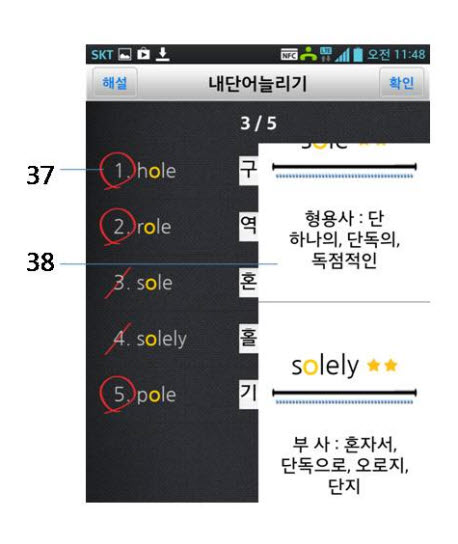 SKT NFC LTE 오전 11:48
해설 내단어늘리기 확인
3 / 5
sole
37 1. hole 구
2. role 역
형용사 : 단
하나의, 단독의,
독점적인
38
3. sole 혼
4. solely 홀
solely
5. pole 기
부 사 : 혼자서,
단독으로, 오로지,
단지